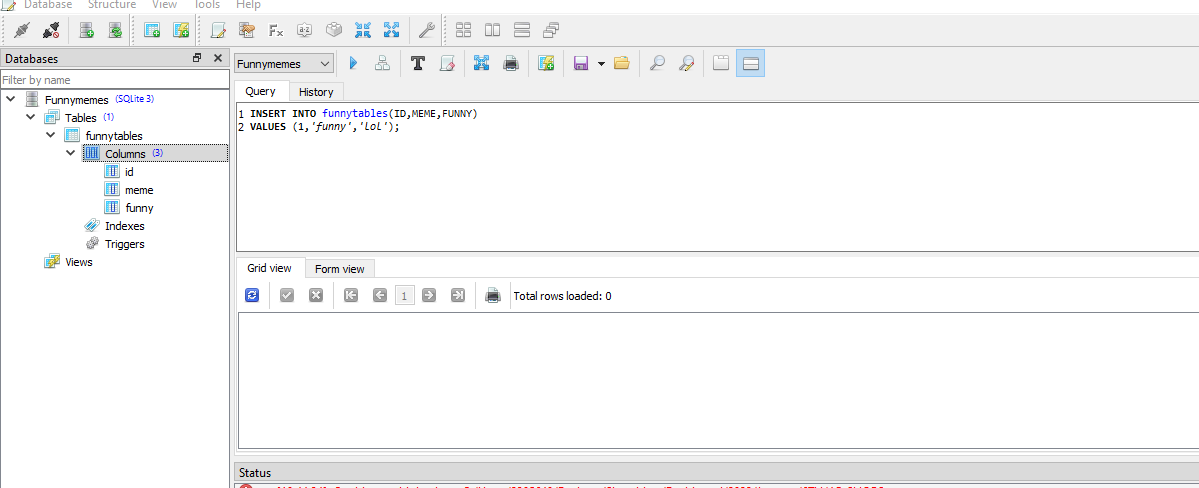 Database Structure View Tools Help
Databases
Filter by name
Funnymemes (SQLite 3)
Tables (1)
funnytables
Columns (3)
id
meme
funny
Indexes
Triggers
Views
Funnymemes
Query History
1 INSERT INTO funnytables(ID,MEME,FUNNY)
2 VALUES (1,'funny','lol');
Grid view Form view
1 Total rows loaded: 0
Status